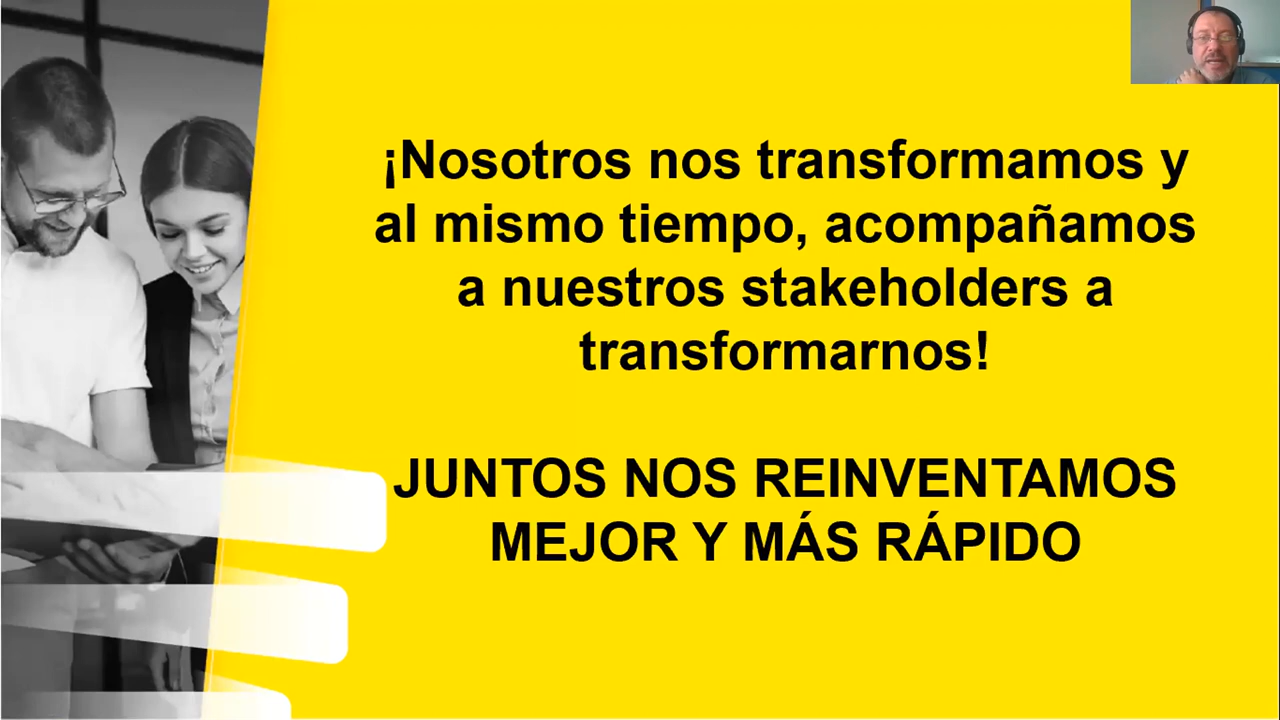 ¡Nosotros nos transformamos y
al mismo tiempo, acompañamos
a nuestros stakeholders a
transformarnos!
JUNTOS NOS REINVENTAMOS
MEJOR Y MÁS RÁPIDO